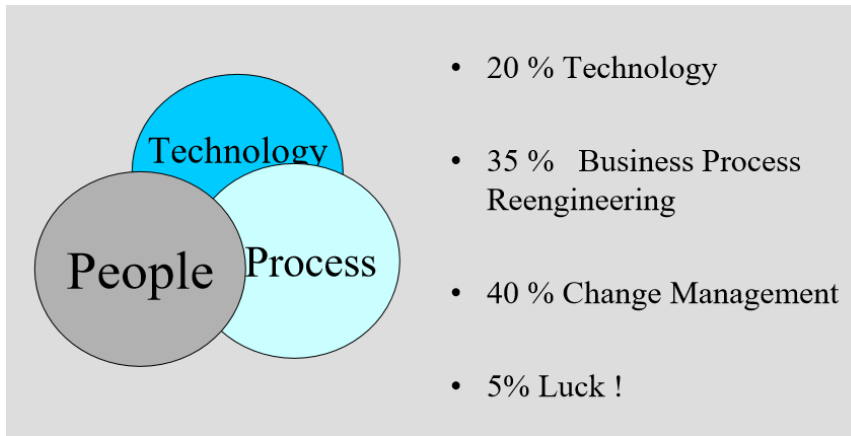 Technology
People
Process
• 20 % Technology
• 35 % Business Process
Reengineering
• 40 % Change Management
• 5% Luck !